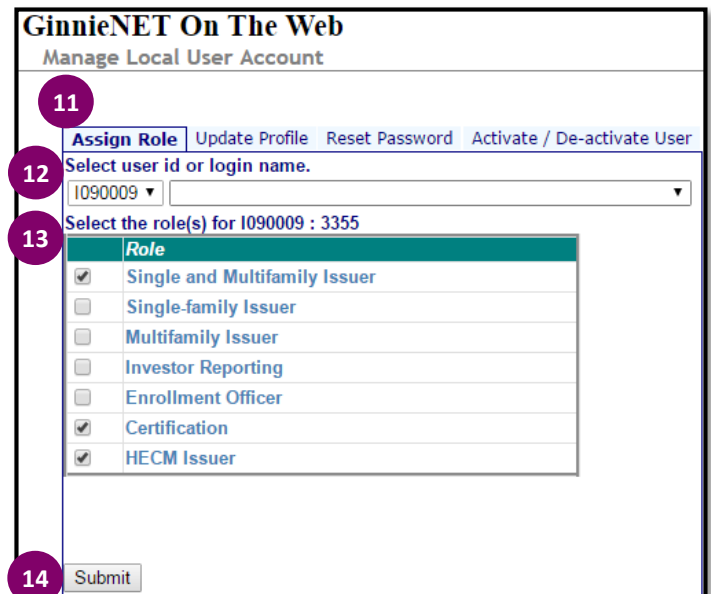 GinnieNET On The Web
Manage Local User Account
11
Assign Role Update Profile Reset Password Activate / De-activate User
12
Select user id or login name.
I090009
13
Select the role(s) for I090009 : 3355
Role
Single and Multifamily Issuer
Single-family Issuer
Multifamily Issuer
Investor Reporting
Enrollment Officer
Certification
HECM Issuer
14
Submit